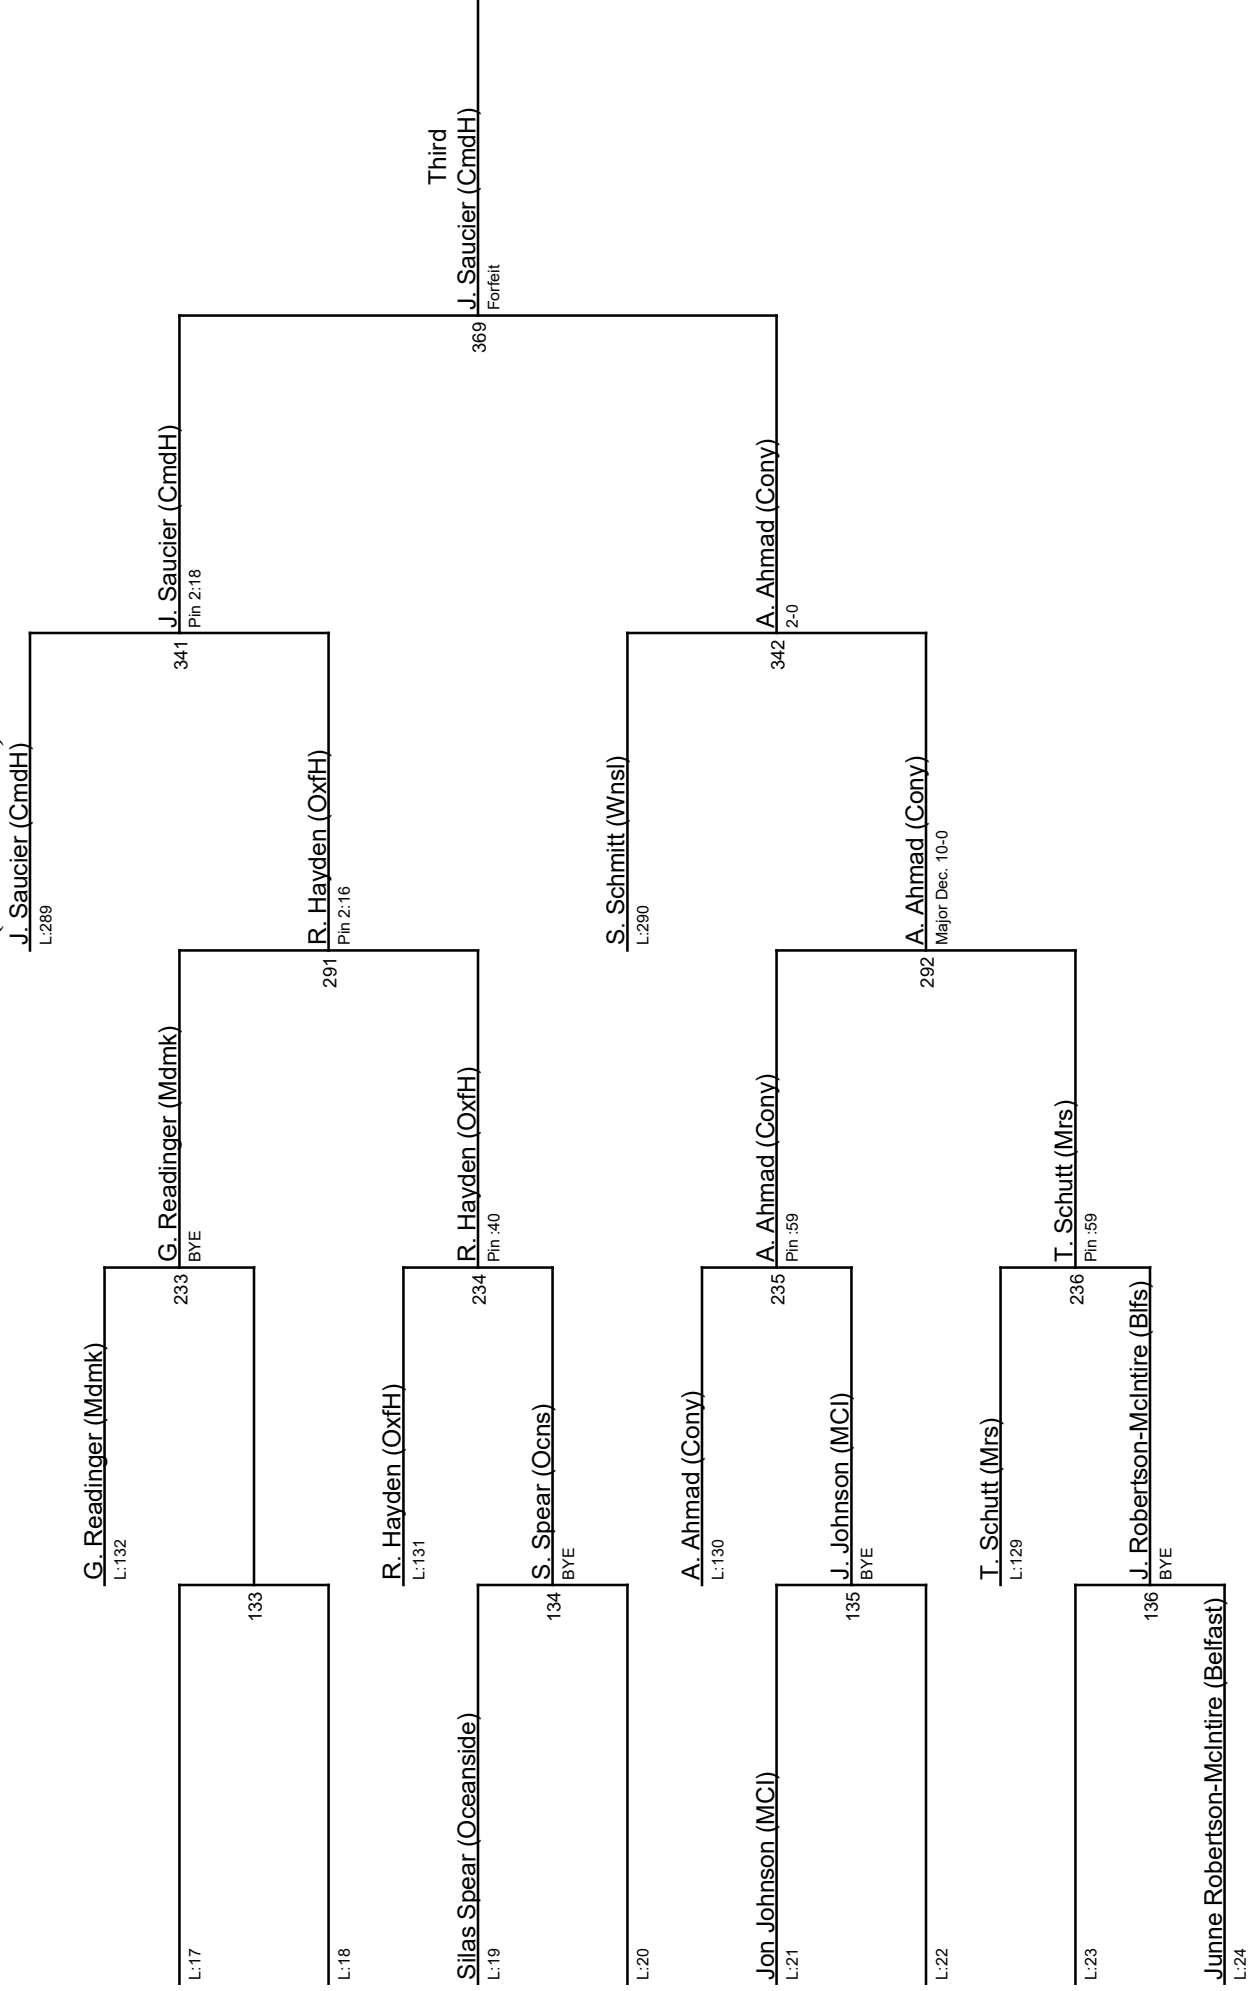 L:17
L:18
Silas Spear (Oceanside)
L:19
L:20
Jon Johnson (MCI)
L:21
L:22
L:23
Junne Robertson-McIntire (Belfast)
L:24
133
134
135
136
G. Readinger (Mdmk)
L:132
R. Hayden (OxfH)
L:131
S. Spear (Ocns)
BYE
A. Ahmad (Cony)
L:130
J. Johnson (MCI)
BYE
T. Schutt (Mrs)
L:129
J. Robertson-McIntire (Blfs)
BYE
233
234
235
236
G. Readinger (Mdmk)
BYE
R. Hayden (OxfH)
Pin :40
A. Ahmad (Cony)
Pin :59
T. Schutt (Mrs)
Pin :59
291
292
J. Saucier (CmdH)
L:289
R. Hayden (OxfH)
Pin 2:16
S. Schmitt (Wnsl)
L:290
A. Ahmad (Cony)
Major Dec. 10-0
341
342
J. Saucier (CmdH)
Pin 2:18
A. Ahmad (Cony)
2-0
369
Third
J. Saucier (CmdH)
Forfeit